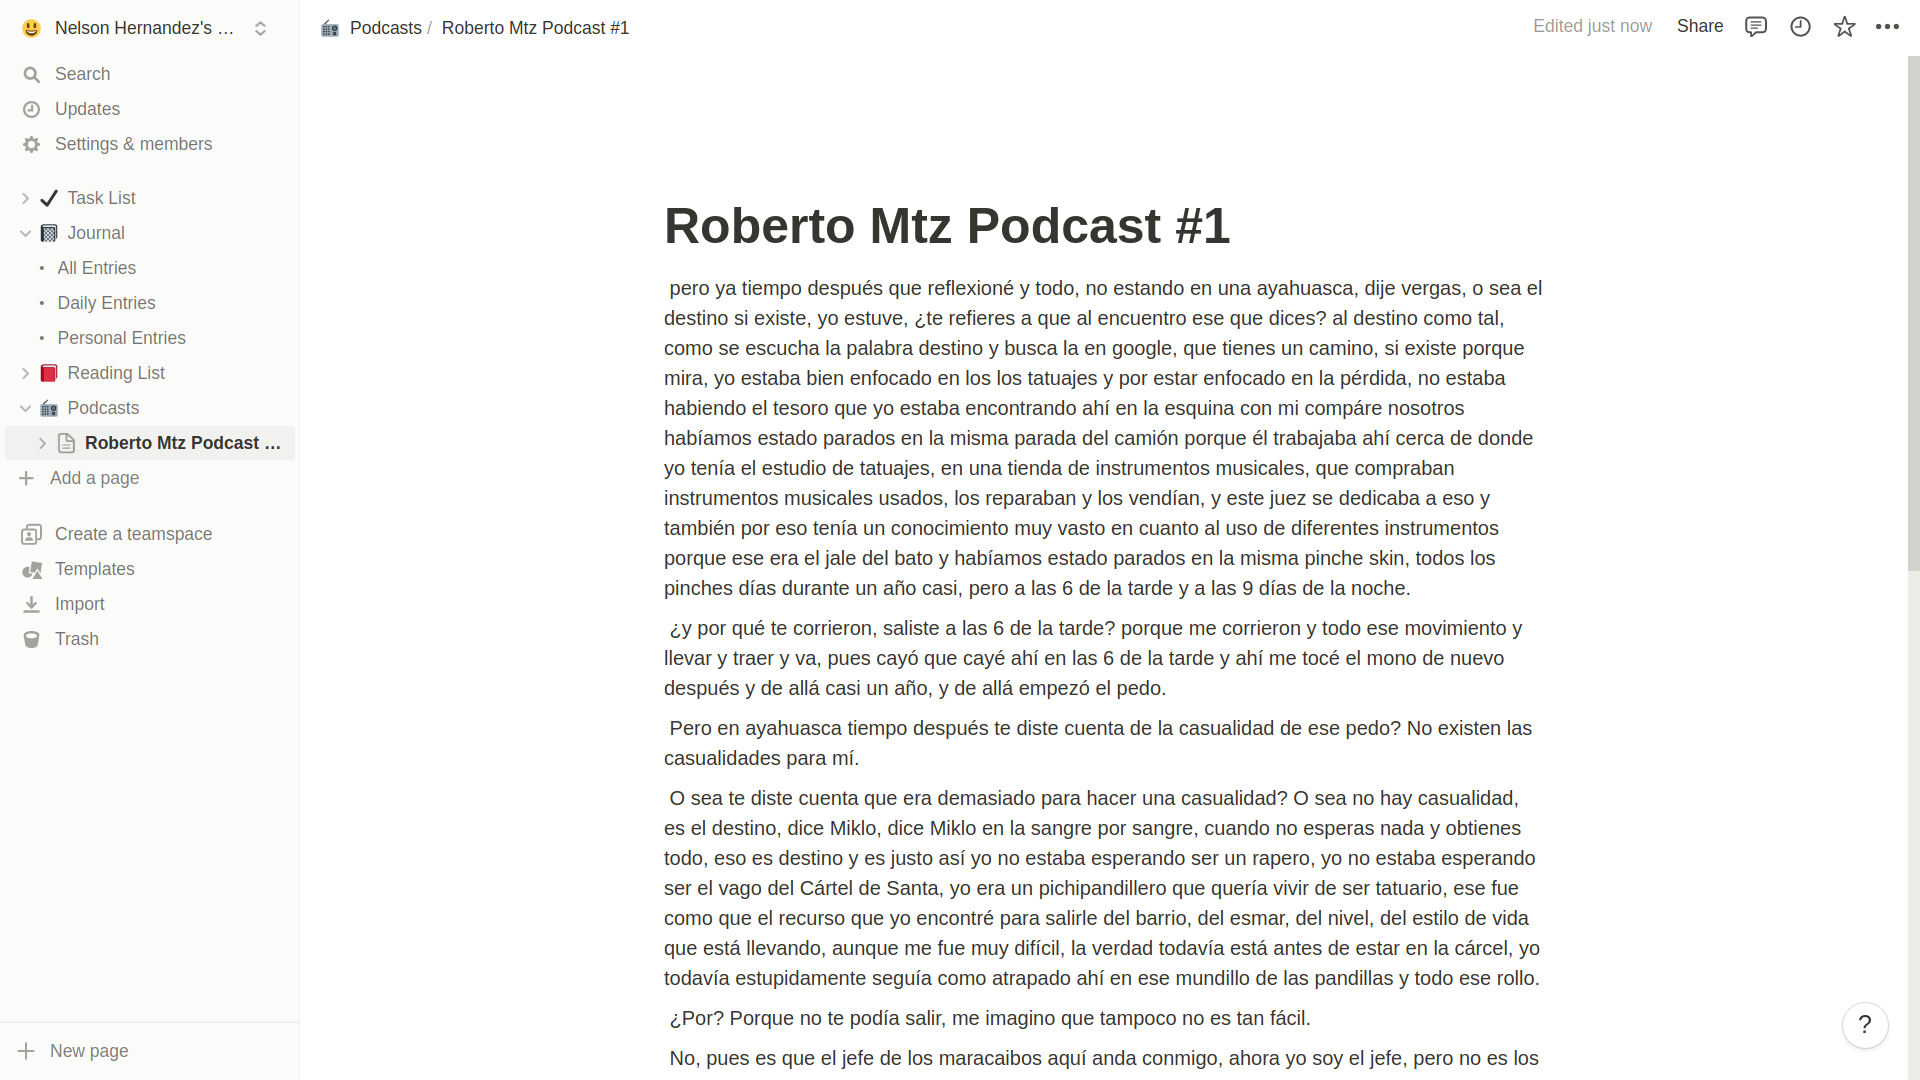 Nelson Hernandez's …
Search
Updates
Settings & members
Task List
Journal
• All Entries
• Daily Entries
• Personal Entries
Reading List
Podcasts
Roberto Mtz Podcast …
Add a page
Create a teamspace
Templates
Import
Trash
New page
Podcasts / Roberto Mtz Podcast #1
Edited just now Share
Roberto Mtz Podcast #1
pero ya tiempo después que reflexioné y todo, no estando en una ayahuasca, dije vergas, o sea el
destino si existe, yo estuve, ¿te refieres a que al encuentro ese que dices? al destino como tal,
como se escucha la palabra destino y busca la en google, que tienes un camino, si existe porque
mira, yo estaba bien enfocado en los los tatuajes y por estar enfocado en la pérdida, no estaba
habiendo el tesoro que yo estaba encontrando ahí en la esquina con mi compáre nosotros
habíamos estado parados en la misma parada del camión porque él trabajaba ahí cerca de donde
yo tenía el estudio de tatuajes, en una tienda de instrumentos musicales, que compraban
instrumentos musicales usados, los reparaban y los vendían, y este juez se dedicaba a eso y
también por eso tenía un conocimiento muy vasto en cuanto al uso de diferentes instrumentos
porque ese era el jale del bato y habíamos estado parados en la misma pinche skin, todos los
pinches días durante un año casi, pero a las 6 de la tarde y a las 9 días de la noche.
¿y por qué te corrieron, saliste a las 6 de la tarde? porque me corrieron y todo ese movimiento y
llevar y traer y va, pues cayó que cayé ahí en las 6 de la tarde y ahí me tocé el mono de nuevo
después y de allá casi un año, y de allá empezó el pedo.
Pero en ayahuasca tiempo después te diste cuenta de la casualidad de ese pedo? No existen las
casualidades para mí.
O sea te diste cuenta que era demasiado para hacer una casualidad? O sea no hay casualidad,
es el destino, dice Miklo, dice Miklo en la sangre por sangre, cuando no esperas nada y obtienes
todo, eso es destino y es justo así yo no estaba esperando ser un rapero, yo no estaba esperando
ser el vago del Cártel de Santa, yo era un pichipandillero que quería vivir de ser tatuario, ese fue
como que el recurso que yo encontré para salirle del barrio, del esmar, del nivel, del estilo de vida
que está llevando, aunque me fue muy difícil, la verdad todavía está antes de estar en la cárcel, yo
todavía estupidamente seguía como atrapado ahí en ese mundillo de las pandillas y todo ese rollo.
¿Por? Porque no te podía salir, me imagino que tampoco no es tan fácil.
No, pues es que el jefe de los maracaibos aquí anda conmigo, ahora yo soy el jefe, pero no es los
?